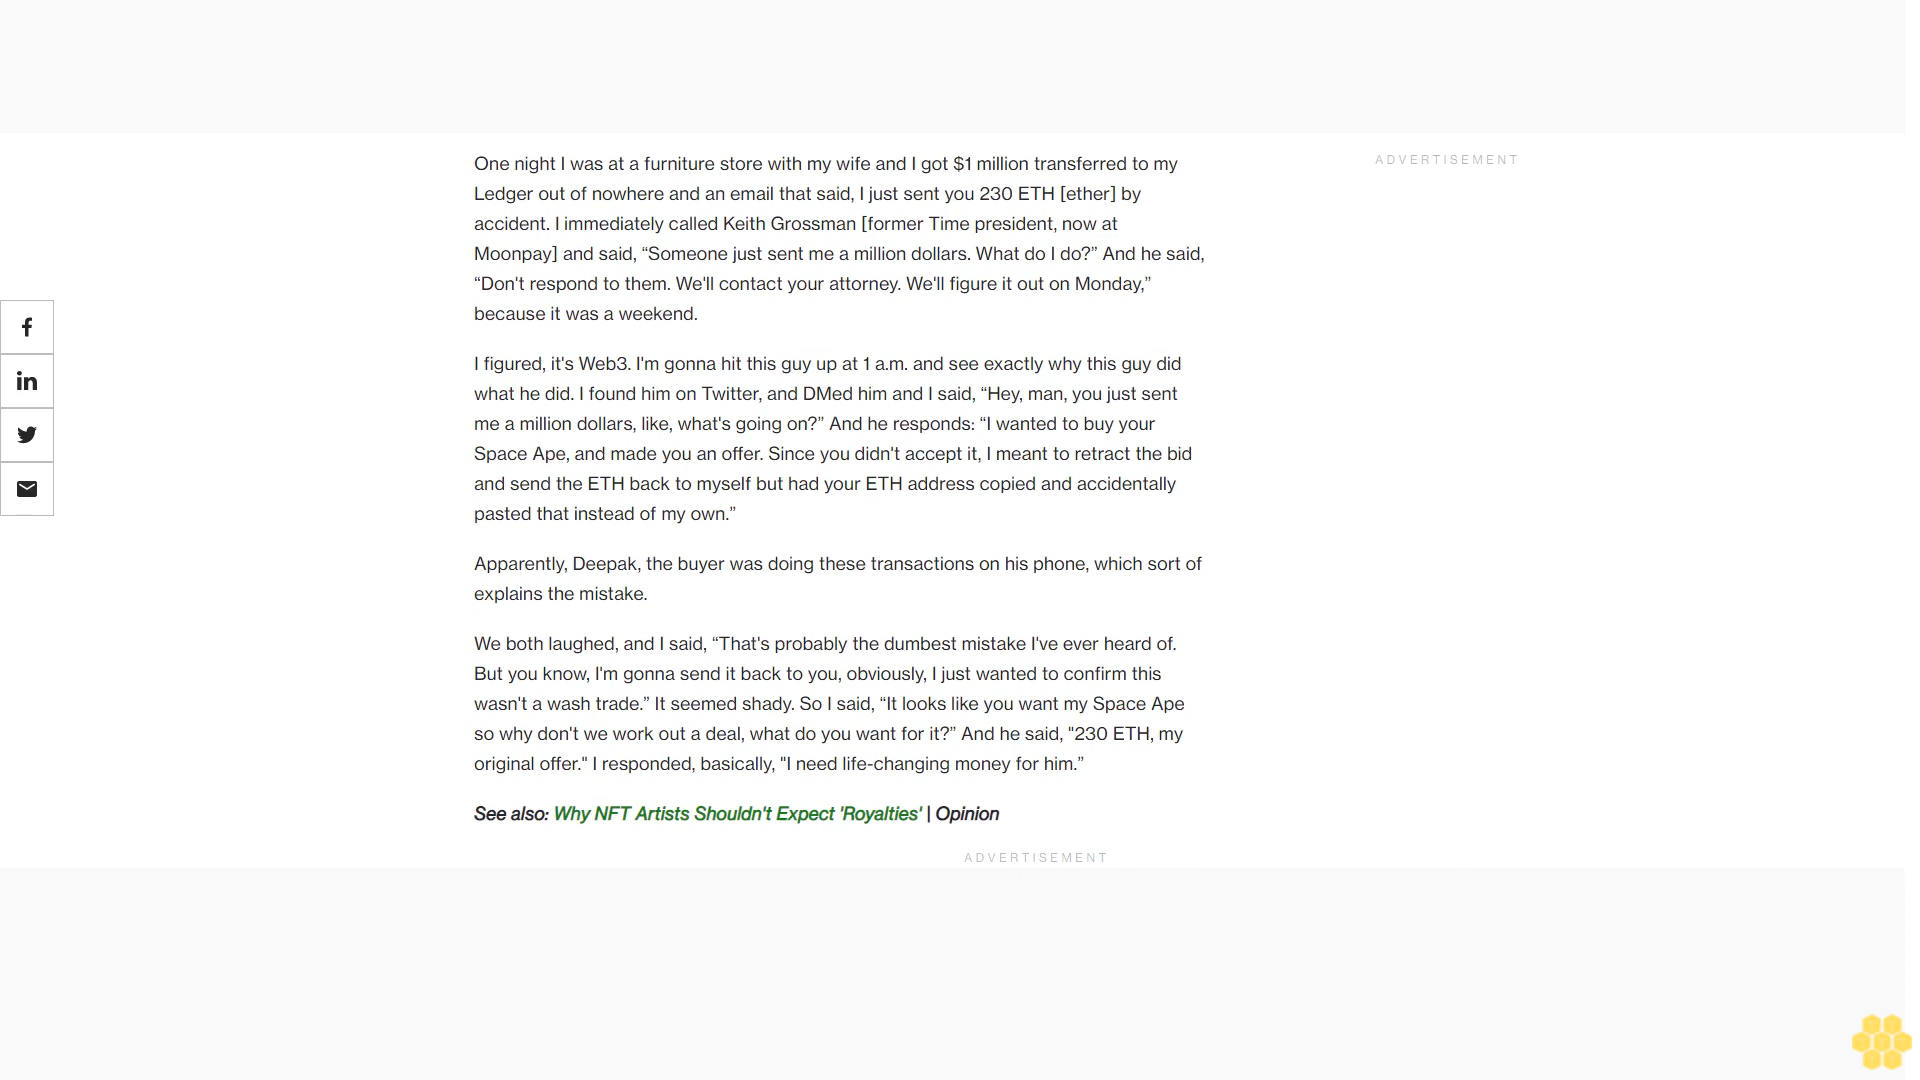 One night I was at a furniture store with my wife and I got $1 million transferred to my
Ledger out of nowhere and an email that said, I just sent you 230 ETH [ether] by
accident. I immediately called Keith Grossman [former Time president, now at
Moonpay] and said, “Someone just sent me a million dollars. What do I do?” And he said,
“Don't respond to them. We'll contact your attorney. We'll figure it out on Monday,”
because it was a weekend.
I figured, it's Web3. I'm gonna hit this guy up at 1 a.m. and see exactly why this guy did
what he did. I found him on Twitter, and DMed him and I said, “Hey, man, you just sent
me a million dollars, like, what's going on?” And he responds: “I wanted to buy your
Space Ape, and made you an offer. Since you didn't accept it, I meant to retract the bid
and send the ETH back to myself but had your ETH address copied and accidentally
pasted that instead of my own.”
Apparently, Deepak, the buyer was doing these transactions on his phone, which sort of
explains the mistake.
We both laughed, and I said, “That's probably the dumbest mistake I've ever heard of.
But you know, I'm gonna send it back to you, obviously, I just wanted to confirm this
wasn't a wash trade.” It seemed shady. So I said, “It looks like you want my Space Ape
so why don't we work out a deal, what do you want for it?” And he said, "230 ETH, my
original offer." I responded, basically, "I need life-changing money for him.”
See also: Why NFT Artists Shouldn't Expect 'Royalties' | Opinion
ADVERTISEMENT
ADVERTISEMENT